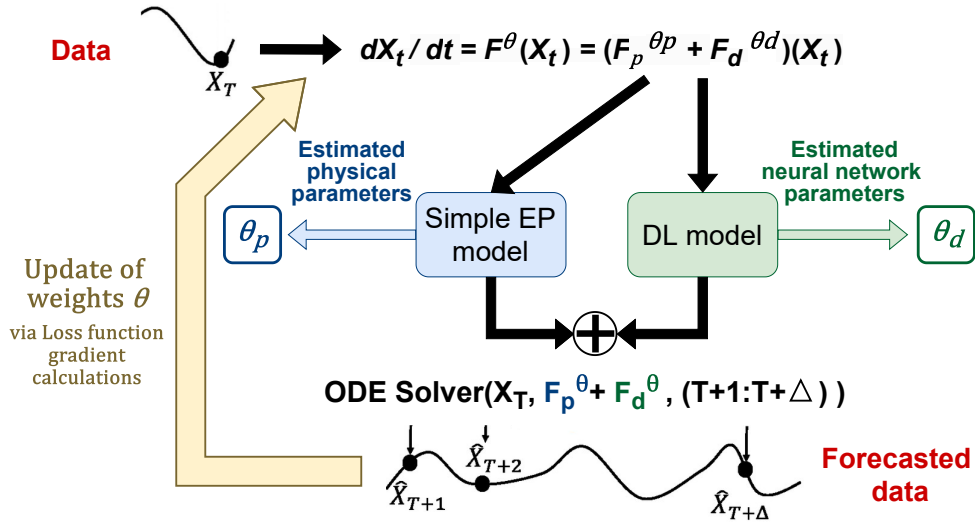 Data
X_T
dX_t / dt = F^θ(X_t) = (F_p^θp + F_d^θd)(X_t)
Estimated
physical
parameters
Estimated
neural network
parameters
θ_p
Simple EP
model
DL model
θ_d
Update of
weights θ
via Loss function
gradient
calculations
ODE Solver(X_T, F_p^θ+ F_d^θ, (T+1:T+△) )
X̂_T+1
X̂_T+2
X̂_T+Δ
Forecasted
data